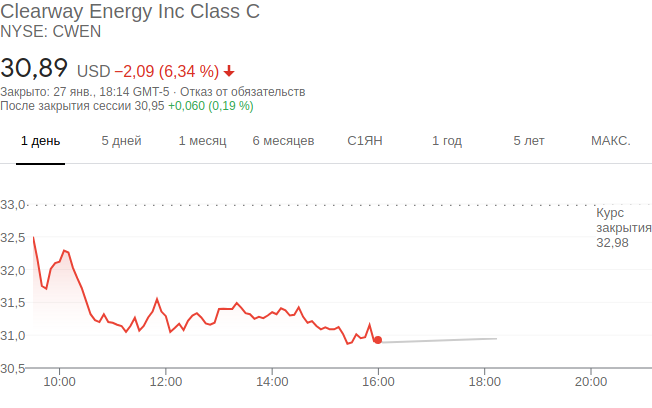 Clearway Energy Inc Class C
NYSE: CWEN
30,89 USD −2,09 (6,34 %)
Закрыто: 27 янв., 18:14 GMT-5 · Отказ от обязательств
После закрытия сессии 30,95 +0,060 (0,19 %)
1 день 5 дней 1 месяц 6 месяцев С1ЯН 1 год 5 лет МАКС.
33,0
Курс
закрытия
32,98
32,5
32,0
31,5
31,0
30,5
10:00 12:00 14:00 16:00 18:00 20:00